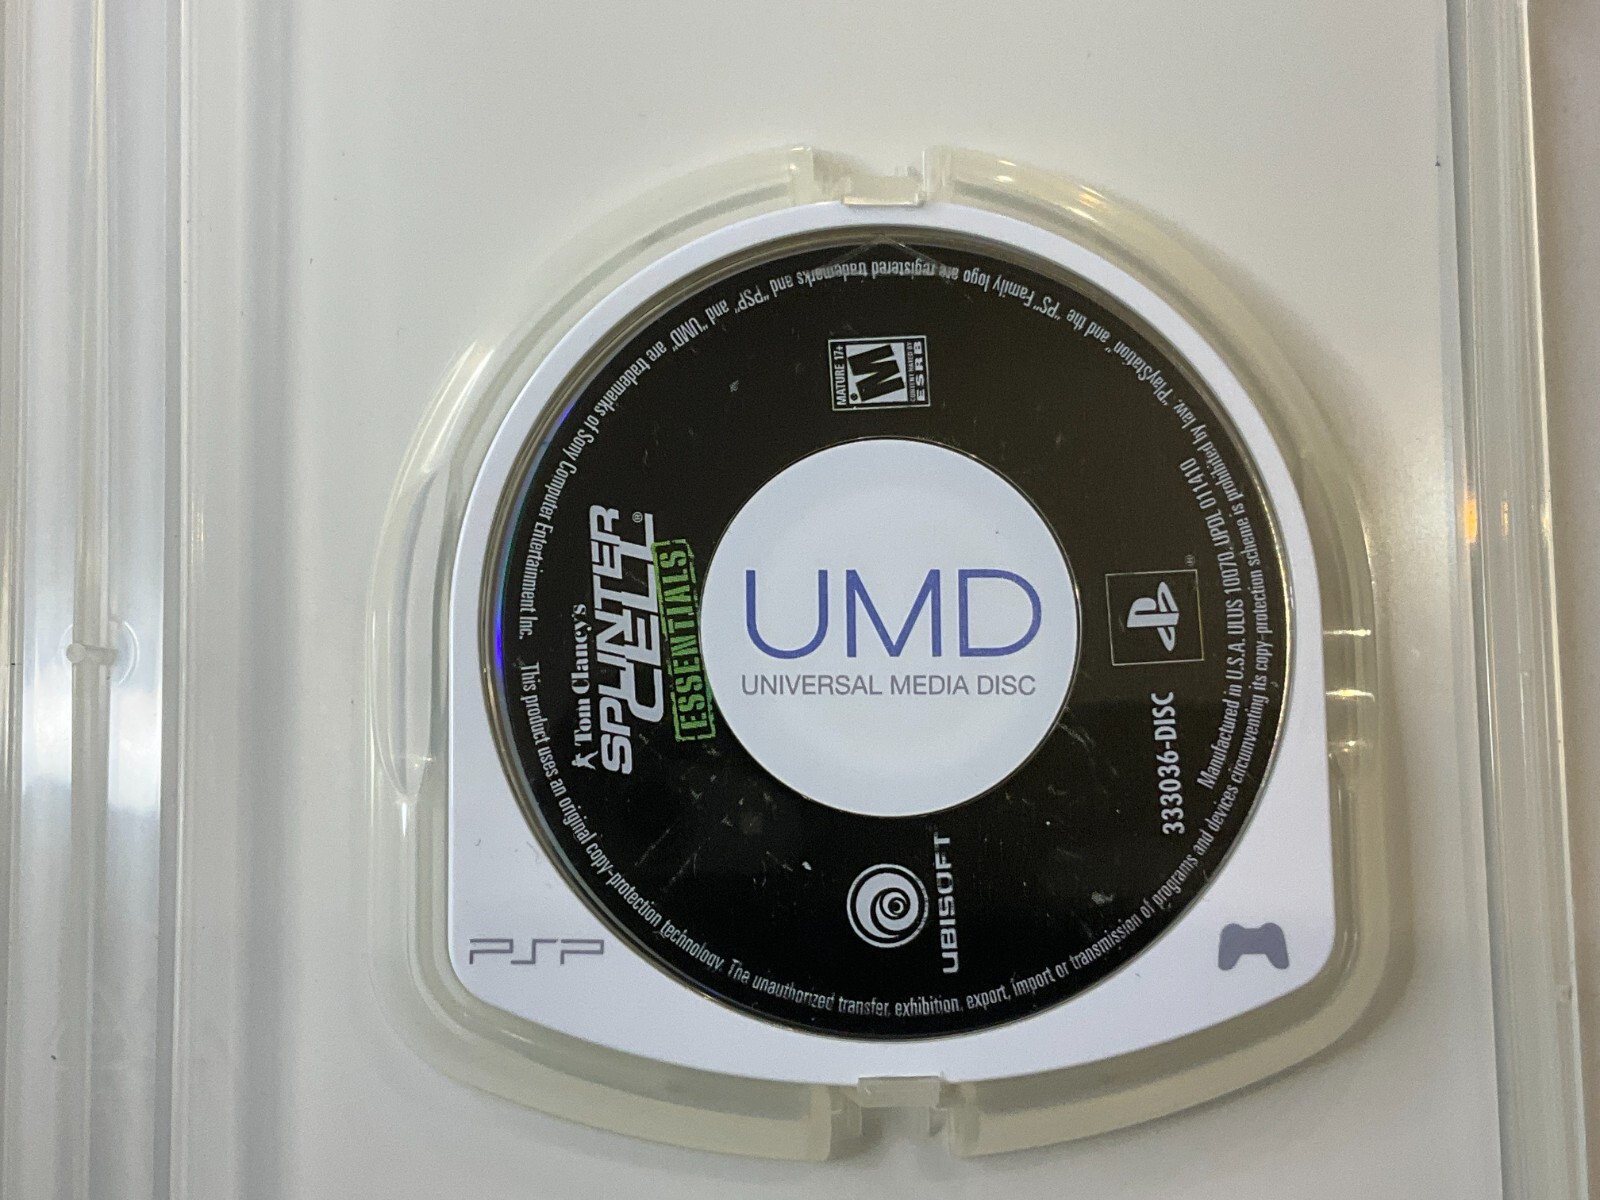 Tom Clancy's
SPLINTER
CELL®
ESSENTIALS
MATURE 17+
M
CONTENT RATED BY
ESRB
UMD
UNIVERSAL MEDIA DISC
UBISOFT
®
333036-DISC
Manufactured in U.S.A. ULUS 10070. UPDL 011410
This product uses an original copy-protection technology. The unauthorized transfer, exhibition, export, import or transmission of programs and devices circumventing its copy-protection scheme is prohibited by law. "PlayStation" and the "PS" Family logo are registered trademarks and "PSP" and "UMD" are trademarks of Sony Computer Entertainment Inc.
PSP